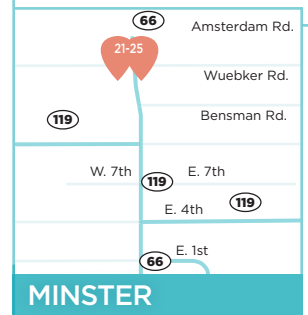 66 Amsterdam Rd.
21-25
Wuebker Rd.
Bensman Rd.
119
W. 7th E. 7th
119
E. 4th 119
E. 1st
66
MINSTER